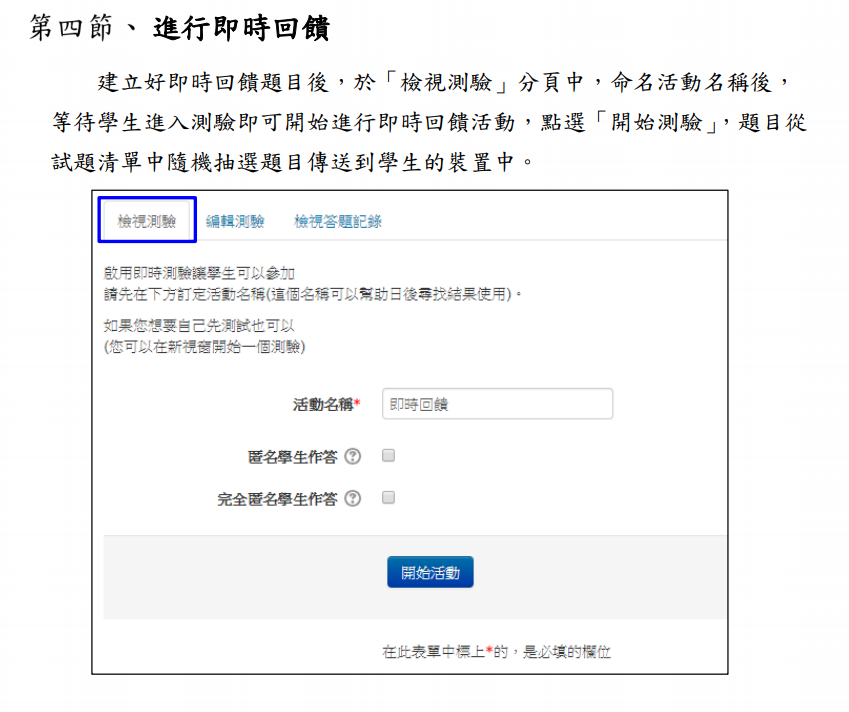 第四節、進行即時回饋
建立好即時回饋題目後，於「檢視測驗」分頁中，命名活動名稱後，
等待學生進入測驗即可開始進行即時回饋活動，點選「開始測驗」，題目從
試題清單中隨機抽選題目傳送到學生的裝置中。
檢視測驗 編輯測驗 檢視答題記錄
啟用即時測驗讓學生可以參加
請先在下方訂定活動名稱(這個名稱可以幫助日後尋找結果使用)。
如果您想要自己先測試也可以
(您可以在新視窗開始一個測驗)
活動名稱* 即時回饋
匿名學生作答 ?
完全匿名學生作答 ?
開始活動
在此表單中標上*的，是必填的欄位